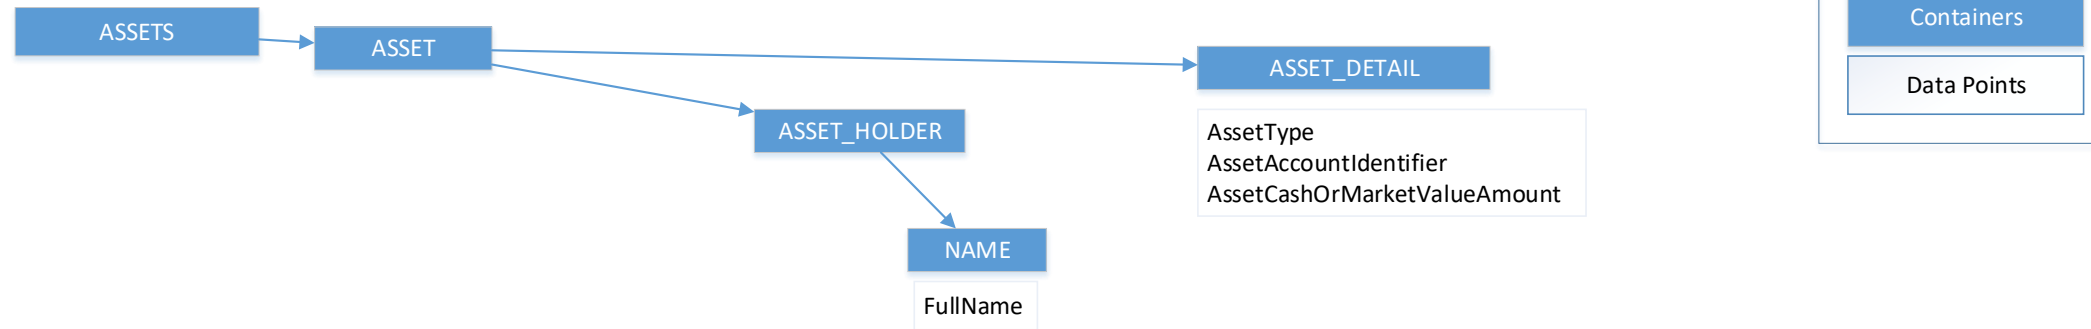 ASSETS
ASSET
ASSET_DETAIL
AssetType
AssetAccountIdentifier
AssetCashOrMarketValueAmount
ASSET_HOLDER
NAME
FullName
Containers
Data Points